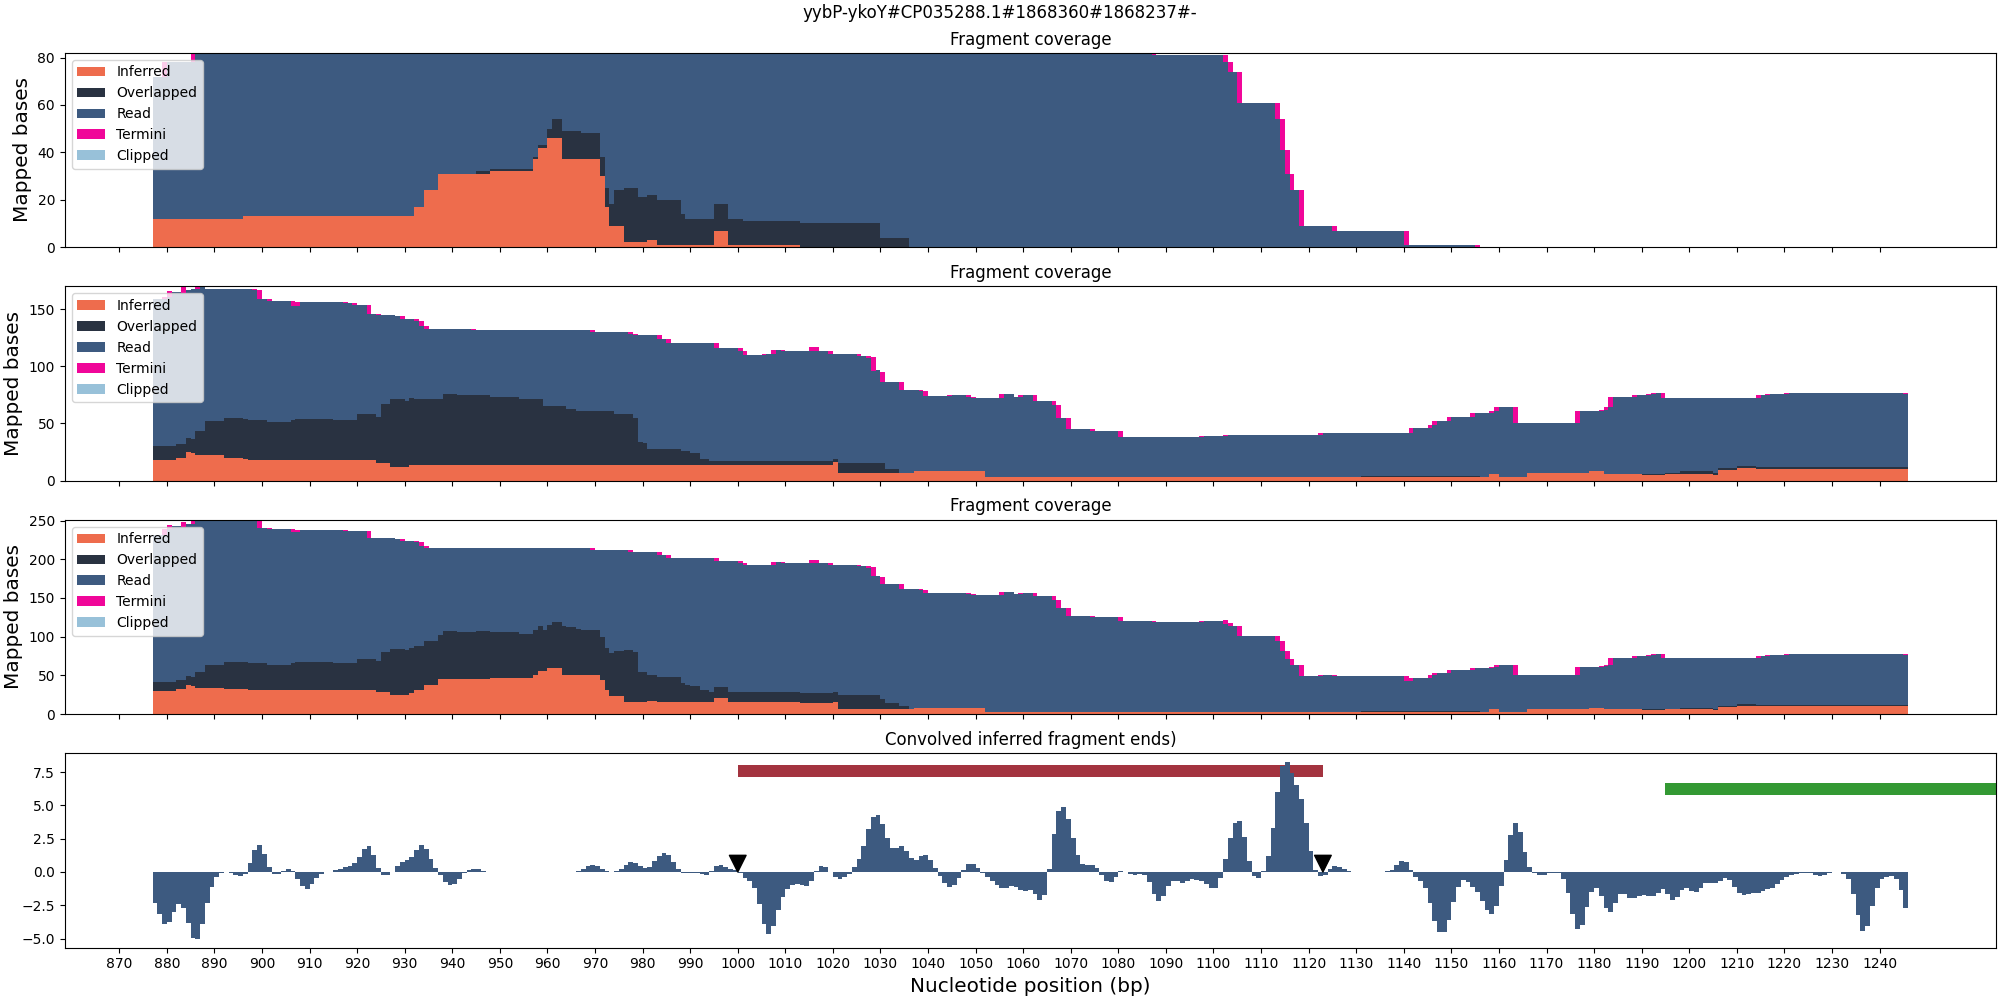 yybP-ykoY#CP035288.1#1868360#1868237#-
Fragment coverage
Mapped bases
80
60
40
20
0
Inferred
Overlapped
Read
Termini
Clipped
Fragment coverage
Mapped bases
150
100
50
0
Inferred
Overlapped
Read
Termini
Clipped
Fragment coverage
Mapped bases
250
200
150
100
50
0
Inferred
Overlapped
Read
Termini
Clipped
Convolved inferred fragment ends)
7.5
5.0
2.5
0.0
−2.5
−5.0
870 880 890 900 910 920 930 940 950 960 970 980 990 1000 1010 1020 1030 1040 1050 1060 1070 1080 1090 1100 1110 1120 1130 1140 1150 1160 1170 1180 1190 1200 1210 1220 1230 1240
Nucleotide position (bp)